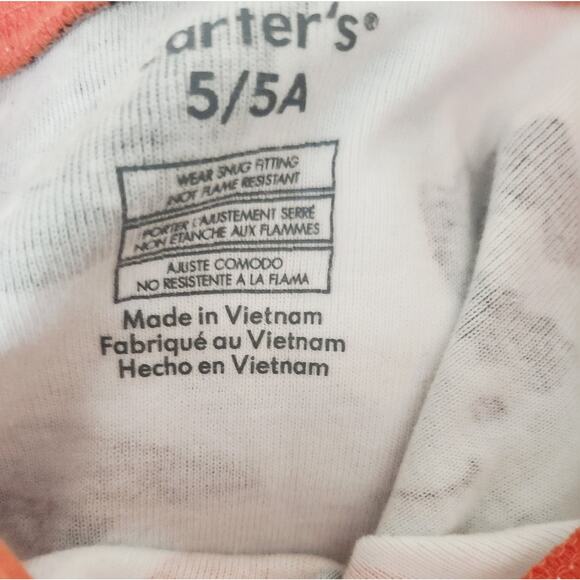 arter's®
5/5A
WEAR SNUG FITTING
NOT FLAME RESISTANT
PORTER L'AJUSTEMENT SERRÉ
NON ÉTANCHE AUX FLAMMES
AJUSTE COMODO
NO RESISTENTE A LA FLAMA
Made in Vietnam
Fabriqué au Vietnam
Hecho en Vietnam